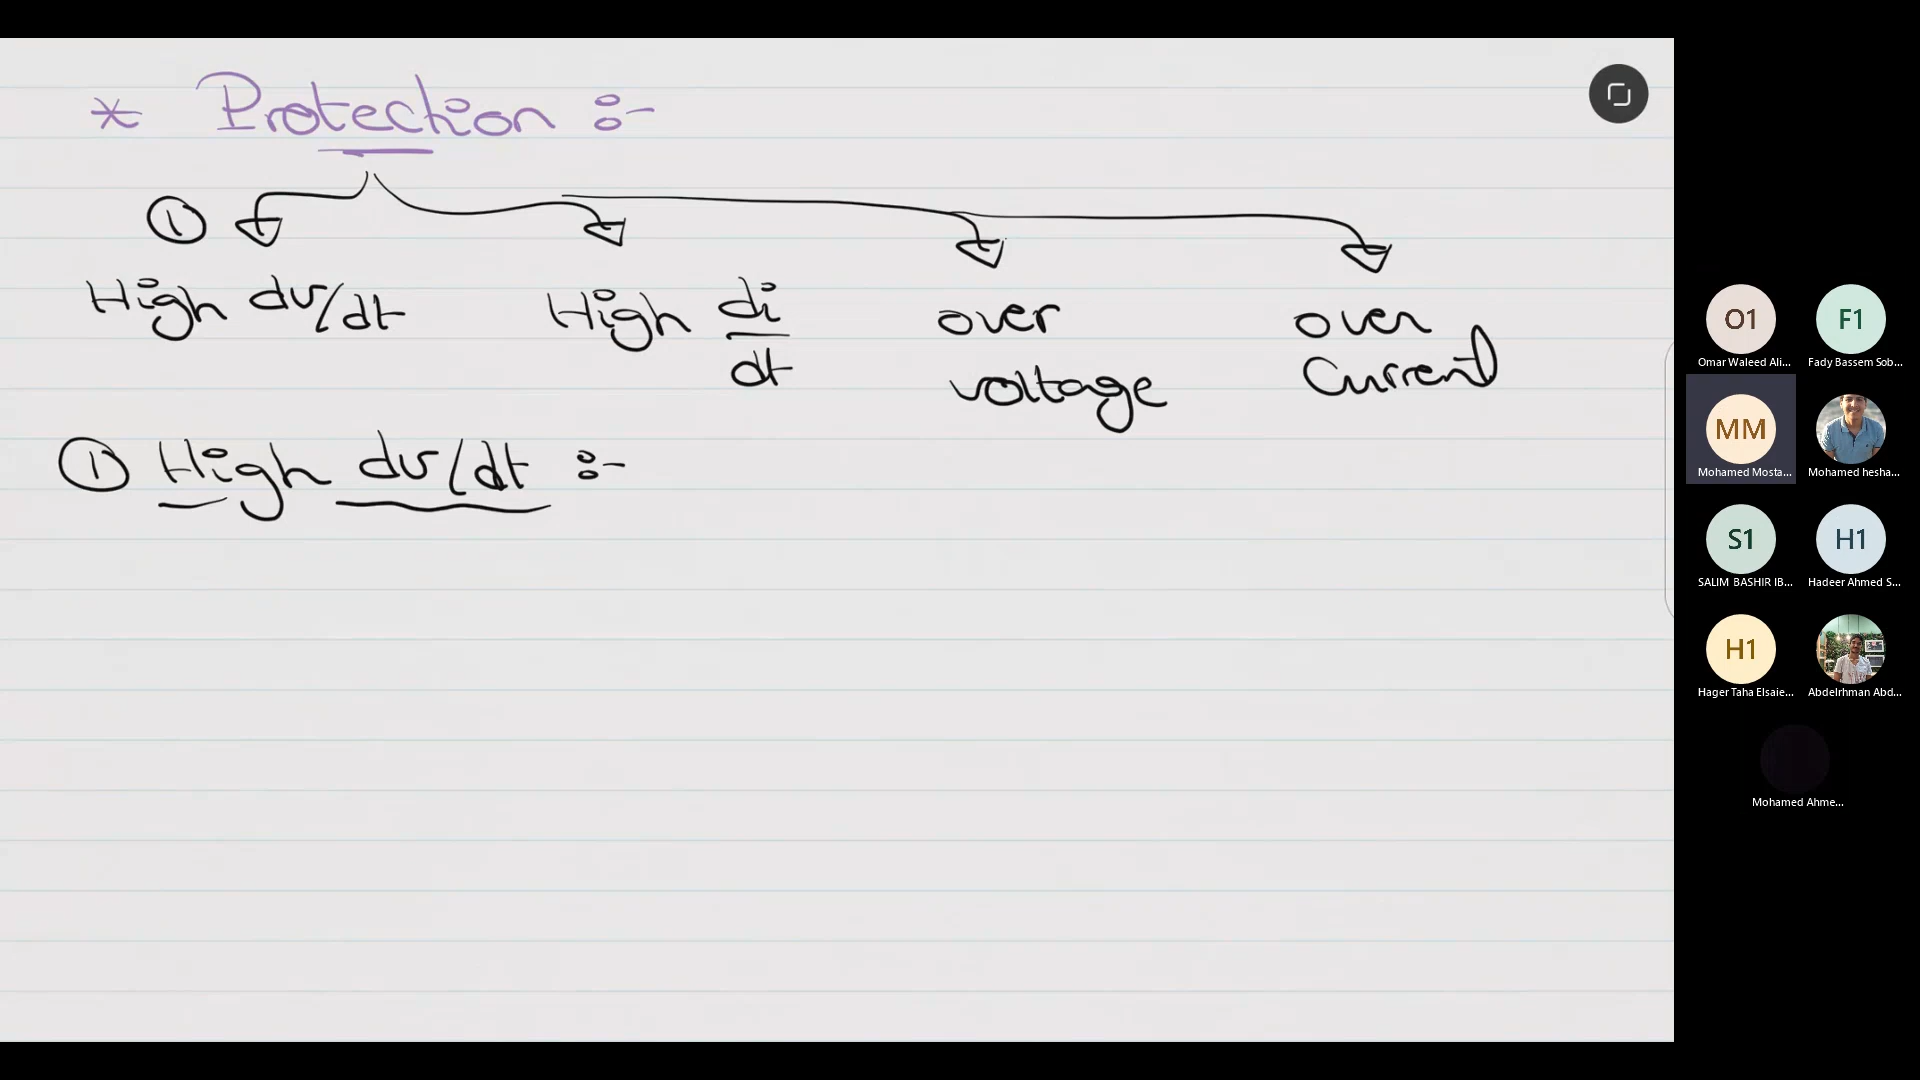 * Protection :-
①
High dv/dt
High di/dt
over voltage
over Current
① High dv/dt :-
O1
F1
Omar Waleed Ali...
Fady Bassem Sob...
MM
Mohamed Mosta...
Mohamed hesha...
S1
H1
SALIM BASHIR IB...
Hadeer Ahmed S...
H1
Hager Taha Elsaie...
Abdelrhman Abd...
Mohamed Ahme...